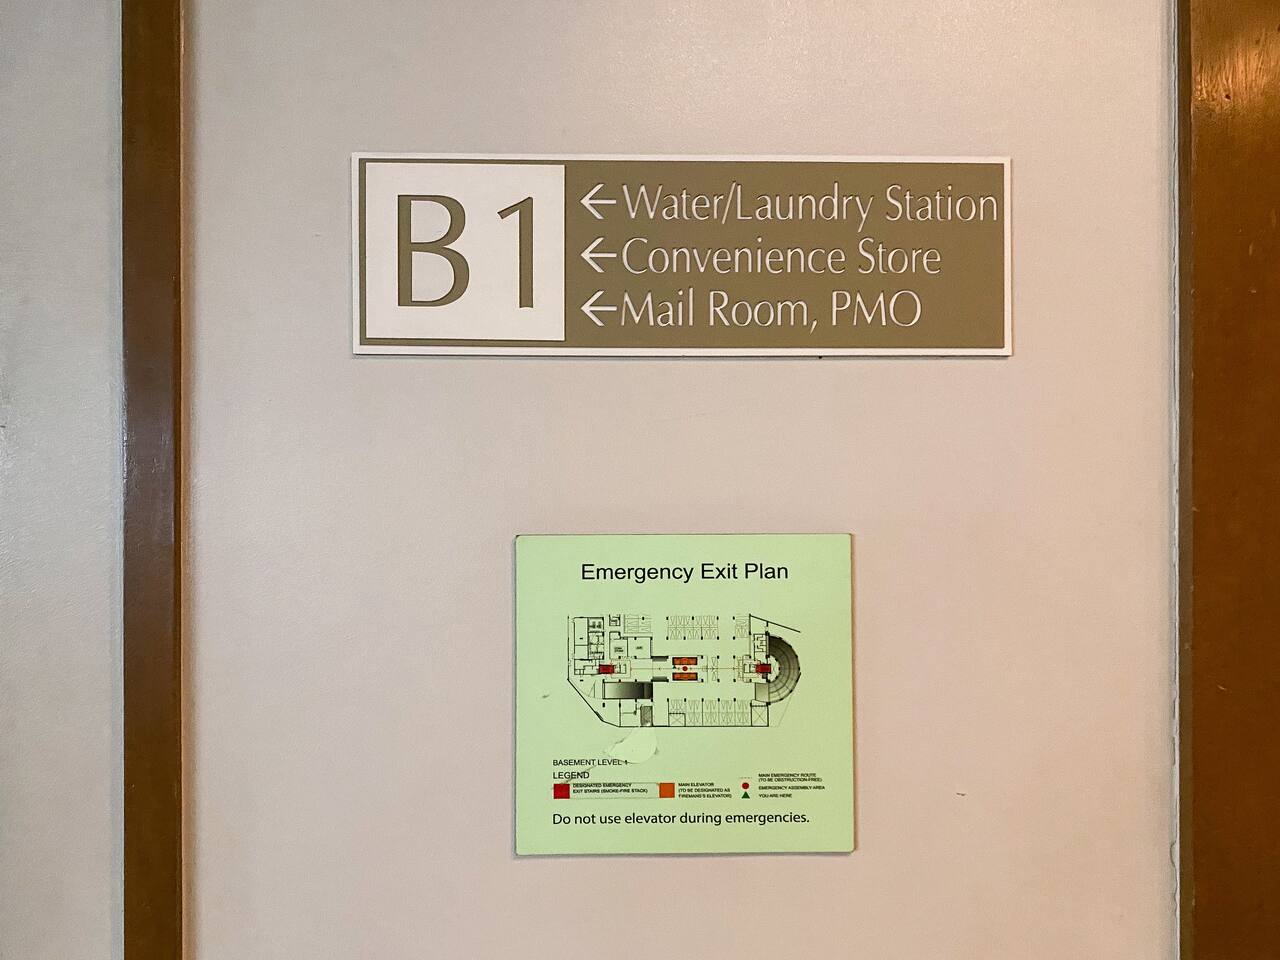 B1
← Water/Laundry Station
← Convenience Store
← Mail Room, PMO
Emergency Exit Plan
BASEMENT LEVEL 1
LEGEND
DESIGNATED EMERGENCY
EXIT STAIRS (SMOKE-FIRE STACK)
MAIN ELEVATOR
(TO BE DESIGNATED AS
FIREMANS'S ELEVATOR)
MAIN EMERGENCY ROUTE
(TO BE OBSTRUCTION-FREE)
EMERGENCY ASSEMBLY AREA
YOU ARE HERE
Do not use elevator during emergencies.